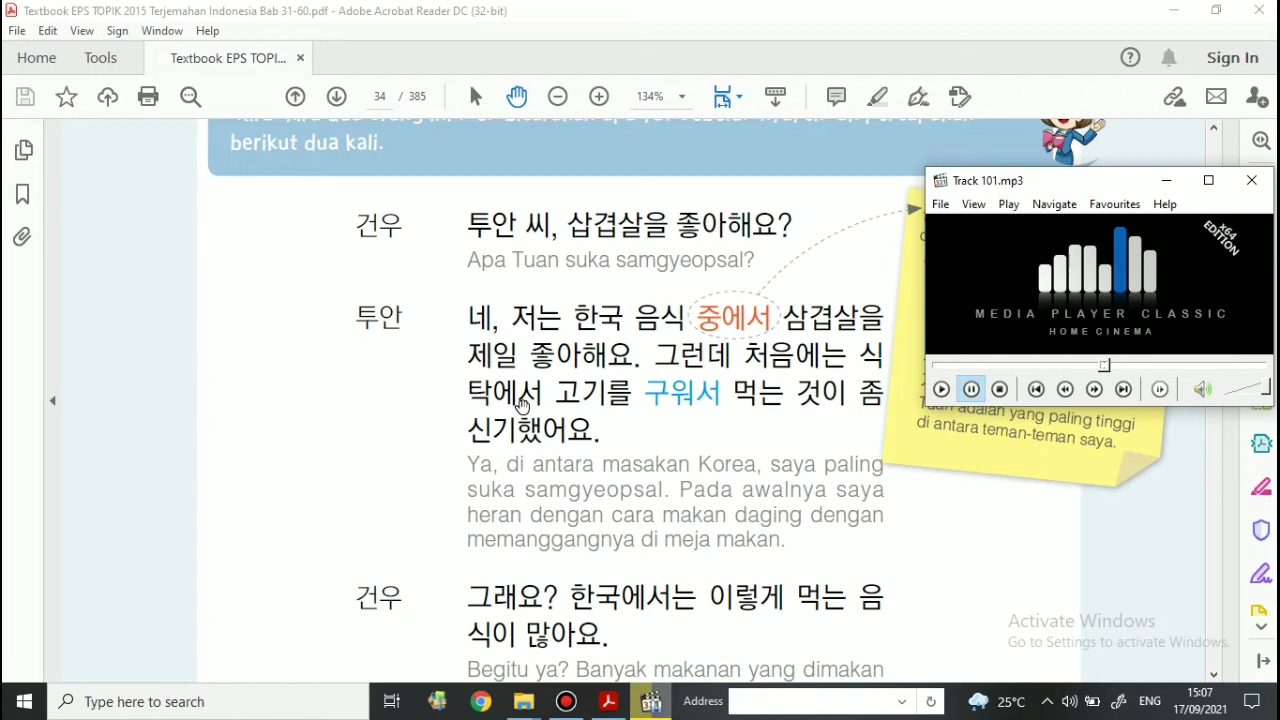 Textbook EPS TOPIK 2015 Terjemahan Indonesia Bab 31-60.pdf - Adobe Acrobat Reader DC (32-bit)
File Edit View Sign Window Help
Home Tools Textbook EPS TOPI... Sign In
34 / 385 134%
berikut dua kali.
건우 투안 씨, 삽겹살을 좋아해요?
Apa Tuan suka samgyeopsal?
투안 네, 저는 한국 음식 중에서 삼겹살을
제일 좋아해요. 그런데 처음에는 식
탁에서 고기를 구워서 먹는 것이 좀
신기했어요.
Ya, di antara masakan Korea, saya paling
suka samgyeopsal. Pada awalnya saya
heran dengan cara makan daging dengan
memanggangnya di meja makan.
건우 그래요? 한국에서는 이렇게 먹는 음
식이 많아요.
Begitu ya? Banyak makanan yang dimakan
Track 101.mp3
File View Play Navigate Favourites Help
x64
EDITION
MEDIA PLAYER CLASSIC
HOME CINEMA
Tuan adalah yang paling tinggi
di antara teman-teman saya.
Activate Windows
Go to Settings to activate Windows.
Type here to search
Address
25°C
ENG
15:07
17/09/2021